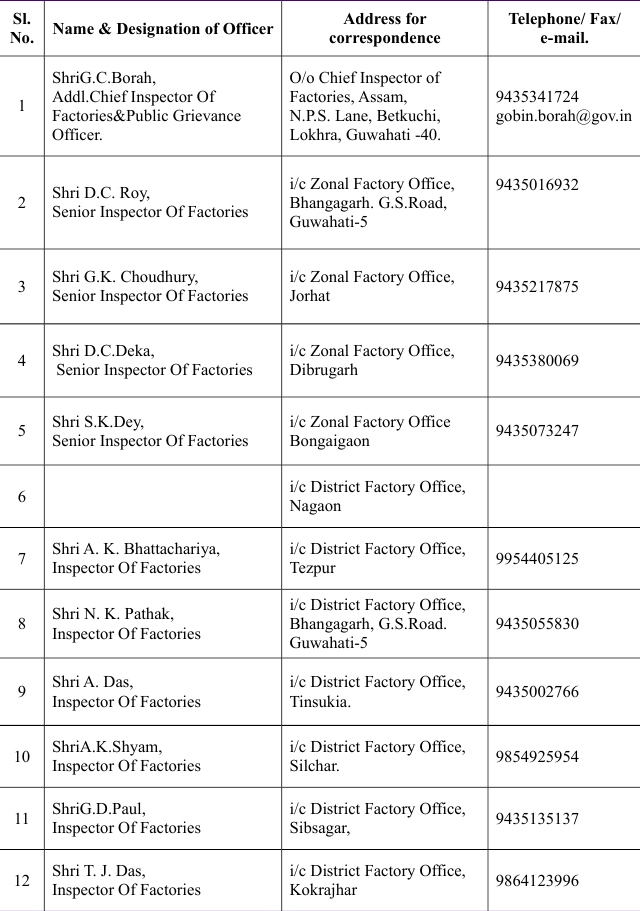 Sl.
No.
Name & Designation of Officer
Address for
correspondence
Telephone/ Fax/
e-mail.
1
ShriG.C.Borah,
Addl.Chief Inspector Of
Factories&Public Grievance
Officer.
O/o Chief Inspector of
Factories, Assam,
N.P.S. Lane, Betkuchi,
Lokhra, Guwahati -40.
9435341724
gobin.borah@gov.in
2
Shri D.C. Roy,
Senior Inspector Of Factories
i/c Zonal Factory Office,
Bhangagarh. G.S.Road,
Guwahati-5
9435016932
3
Shri G.K. Choudhury,
Senior Inspector Of Factories
i/c Zonal Factory Office,
Jorhat
9435217875
4
Shri D.C.Deka,
Senior Inspector Of Factories
i/c Zonal Factory Office,
Dibrugarh
9435380069
5
Shri S.K.Dey,
Senior Inspector Of Factories
i/c Zonal Factory Office
Bongaigaon
9435073247
6
i/c District Factory Office,
Nagaon
7
Shri A. K. Bhattachariya,
Inspector Of Factories
i/c District Factory Office,
Tezpur
9954405125
8
Shri N. K. Pathak,
Inspector Of Factories
i/c District Factory Office,
Bhangagarh, G.S.Road.
Guwahati-5
9435055830
9
Shri A. Das,
Inspector Of Factories
i/c District Factory Office,
Tinsukia.
9435002766
10
ShriA.K.Shyam,
Inspector Of Factories
i/c District Factory Office,
Silchar.
9854925954
11
ShriG.D.Paul,
Inspector Of Factories
i/c District Factory Office,
Sibsagar,
9435135137
12
Shri T. J. Das,
Inspector Of Factories
i/c District Factory Office,
Kokrajhar
9864123996